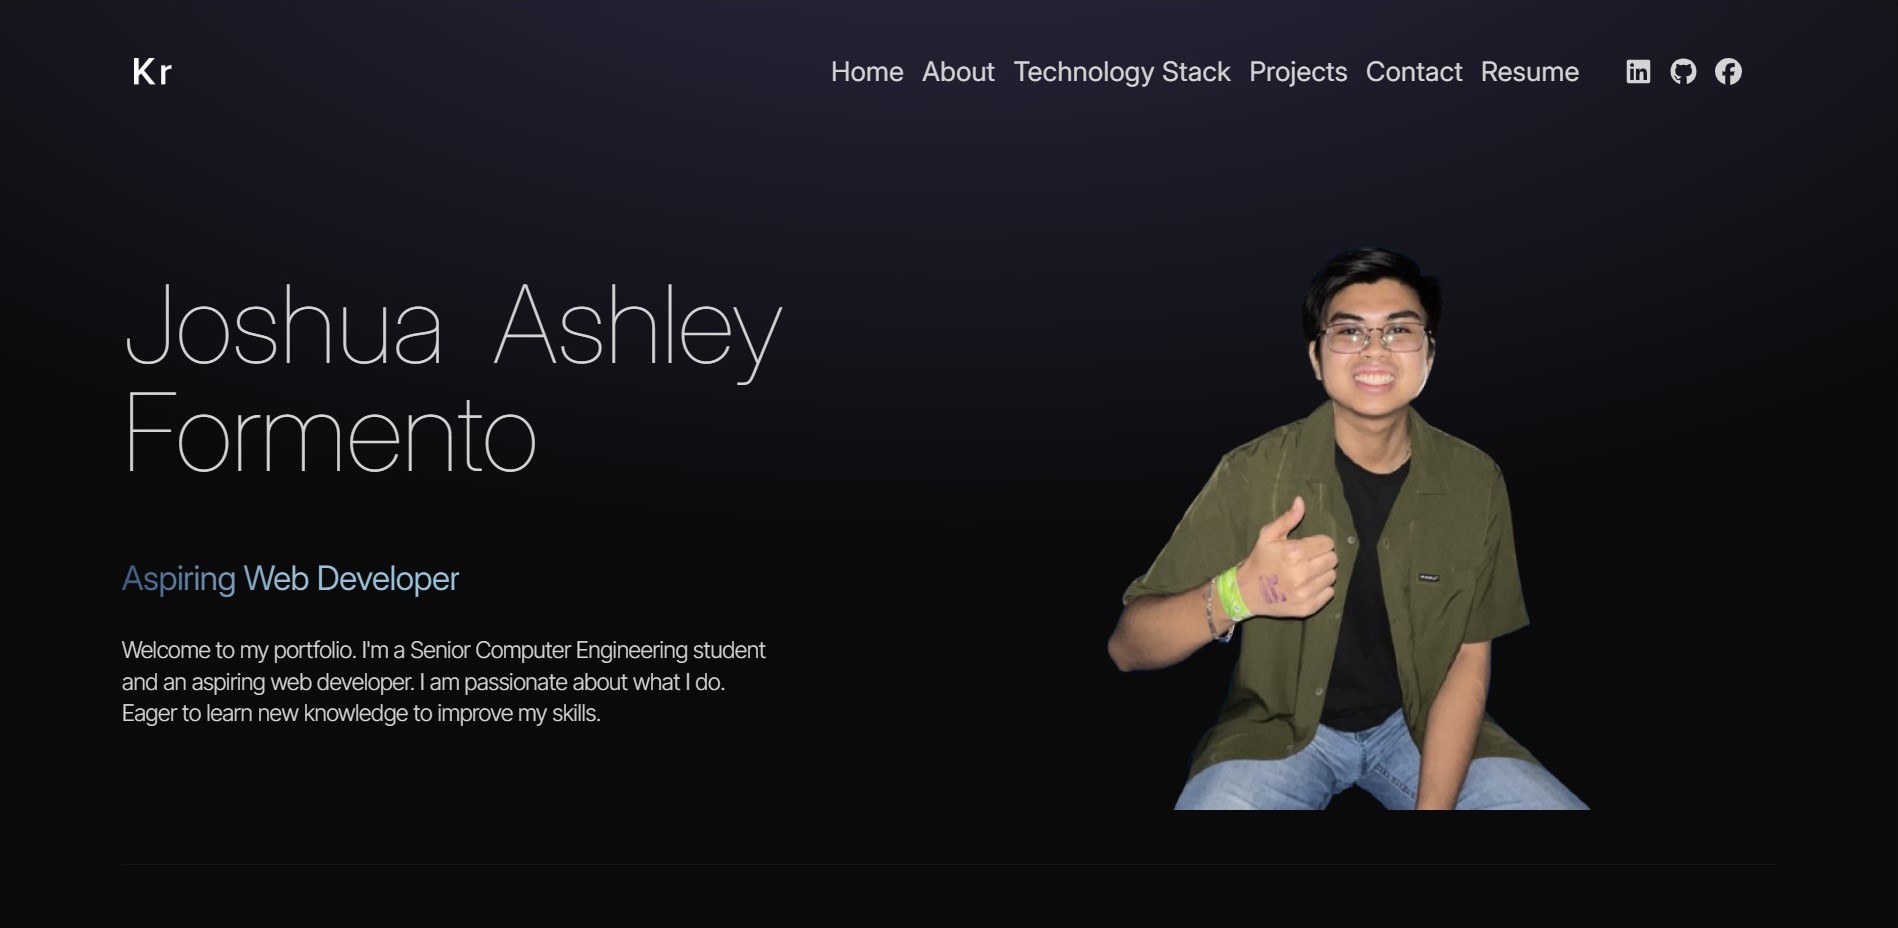 Kr
Home About Technology Stack Projects Contact Resume
Joshua Ashley
Formento
Aspiring Web Developer
Welcome to my portfolio. I'm a Senior Computer Engineering student
and an aspiring web developer. I am passionate about what I do.
Eager to learn new knowledge to improve my skills.